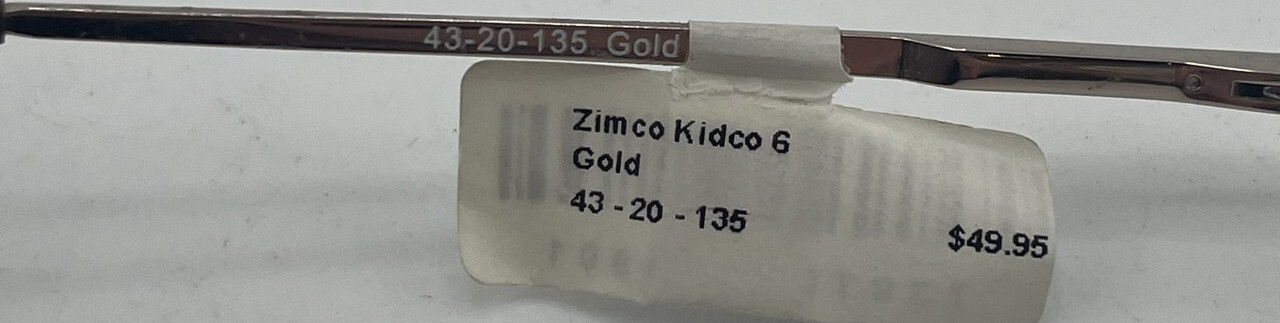 43-20-135 Gold
Zimco Kidco 6
Gold
43 - 20 - 135
$49.95